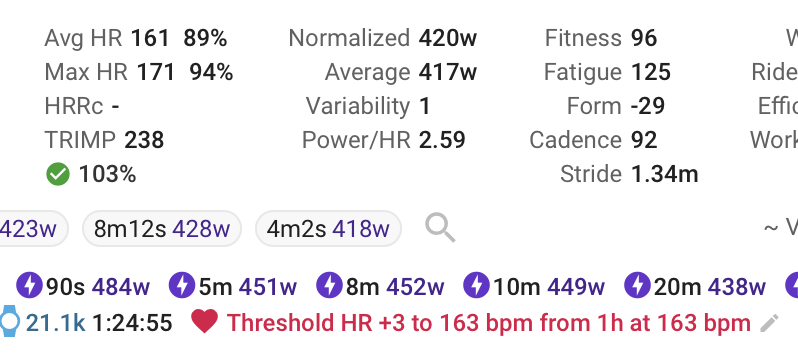 Avg HR 161 89% Normalized 420w Fitness 96 W
Max HR 171 94% Average 417w Fatigue 125 Ride
HRRc - Variability 1 Form -29 Effic
TRIMP 238 Power/HR 2.59 Cadence 92 Work
103% Stride 1.34m
423w 8m12s 428w 4m2s 418w ~ V
90s 484w 5m 451w 8m 452w 10m 449w 20m 438w
21.1k 1:24:55 Threshold HR +3 to 163 bpm from 1h at 163 bpm